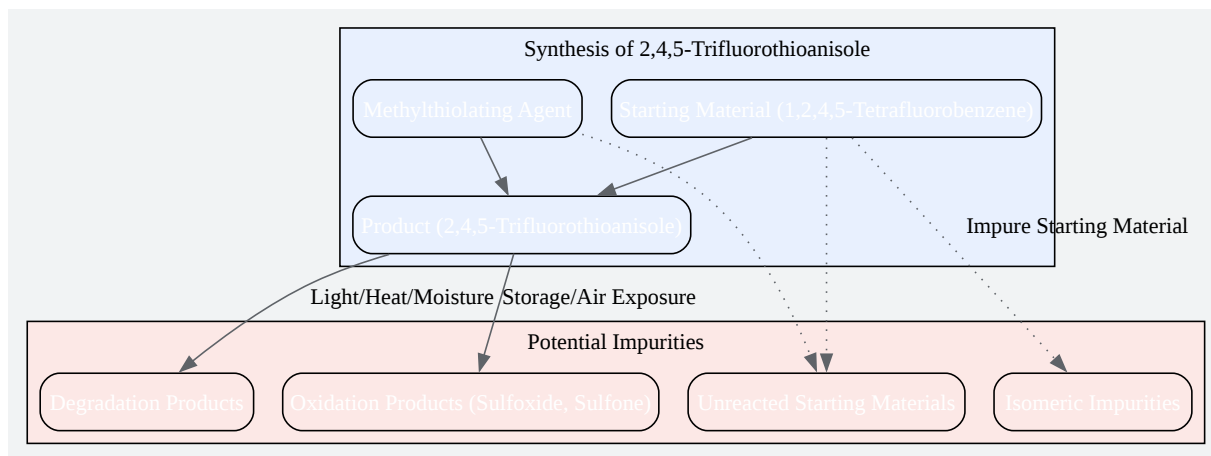 Synthesis of 2,4,5-Trifluorothioanisole
Methylthiolating Agent
Starting Material (1,2,4,5-Tetrafluorobenzene)
Product (2,4,5-Trifluorothioanisole)
Impure Starting Material
Light/Heat/Moisture
Storage/Air Exposure
Potential Impurities
Degradation Products
Oxidation Products (Sulfoxide, Sulfone)
Unreacted Starting Materials
Isomeric Impurities